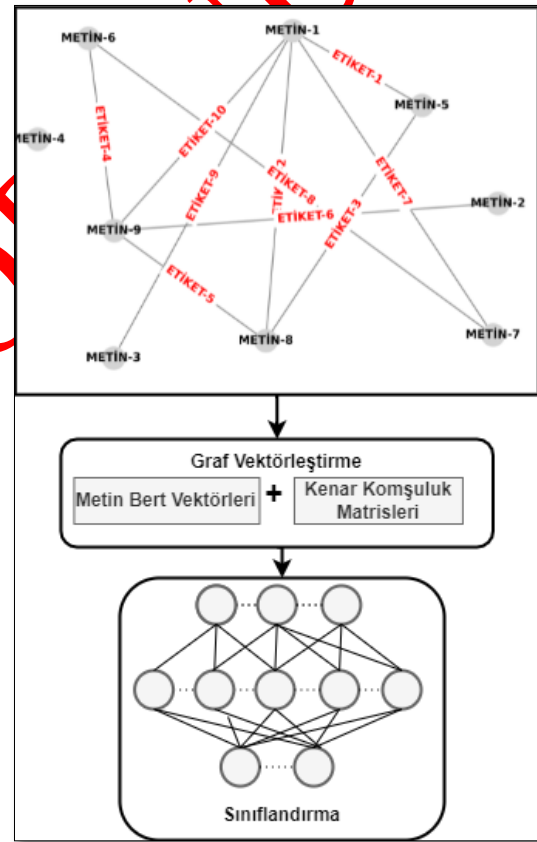 METİN-6
METİN-1
ETİKET-1
METİN-5
ETİKET-4
ETİKET-10
METİN-4
ETİKET-9
ETİKET-8
ETİKET-7
METİN-2
ETİKET-6
ETİKET-3
METİN-9
ETİKET-5
METİN-8
METİN-7
METİN-3
Graf Vektörleştirme
Metin Bert Vektörleri
+
Kenar Komşuluk
Matrisleri
Sınıflandırma